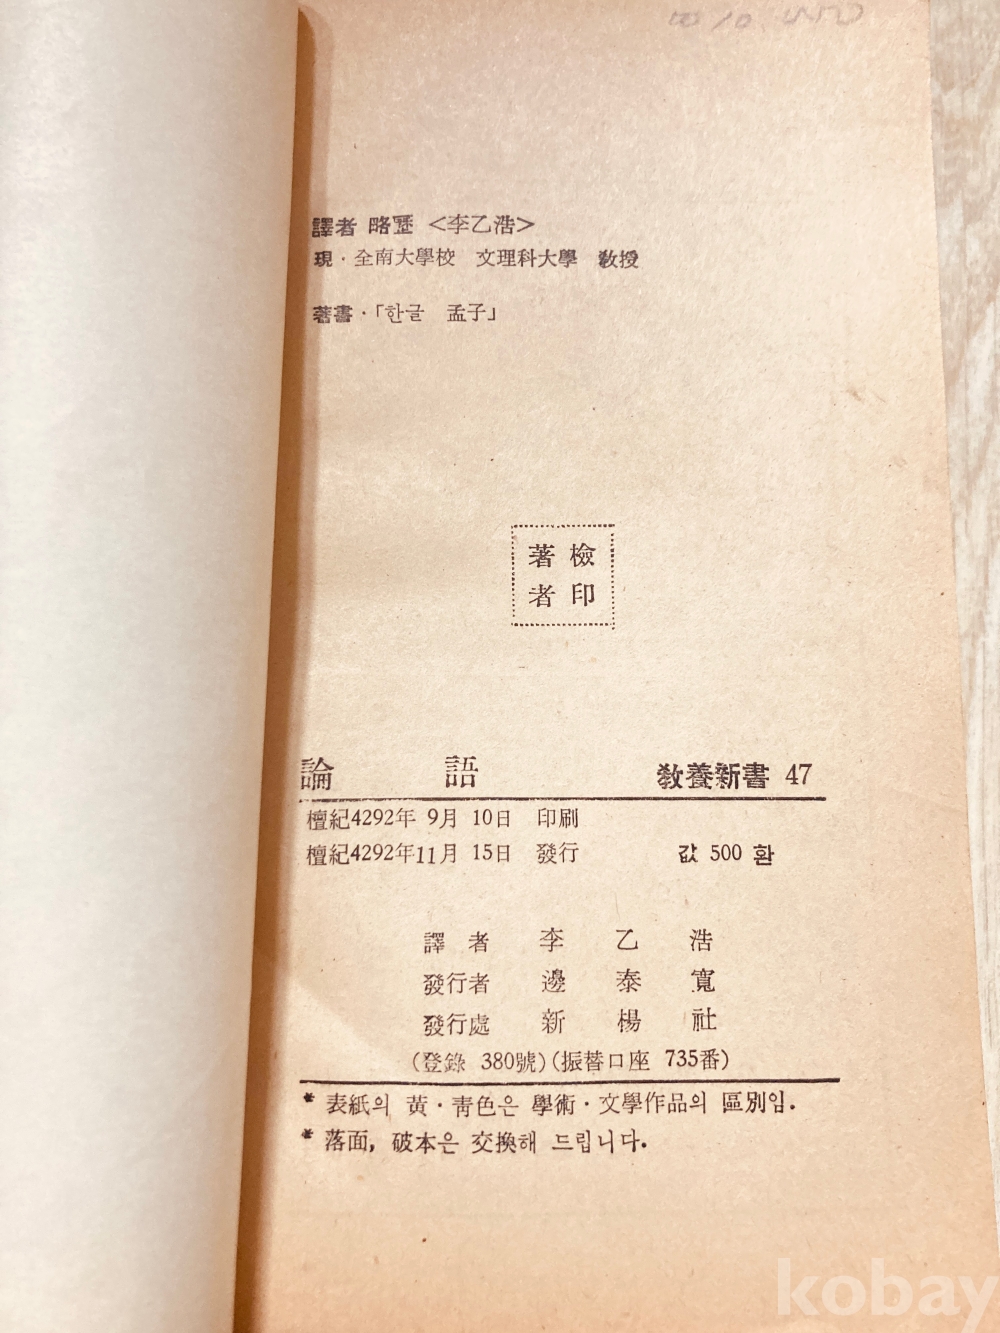 譯者 略歷 <李乙浩>
現·全南大學校 文理科大學 敎授
著書·「한글 孟子」
著 檢
者 印
論 語 敎養新書 47
檀紀4292年 9月 10日 印刷
檀紀4292年11月 15日 發行 값 500 환
譯 者 李 乙 浩
發行者 邊 泰 寬
發行處 新 楊 社
(登錄 380號)(振替口座 735番)
* 表紙의 黃·靑色은 學術·文學作品의 區別임.
* 落面, 破本은 交換해 드립니다.
kobay